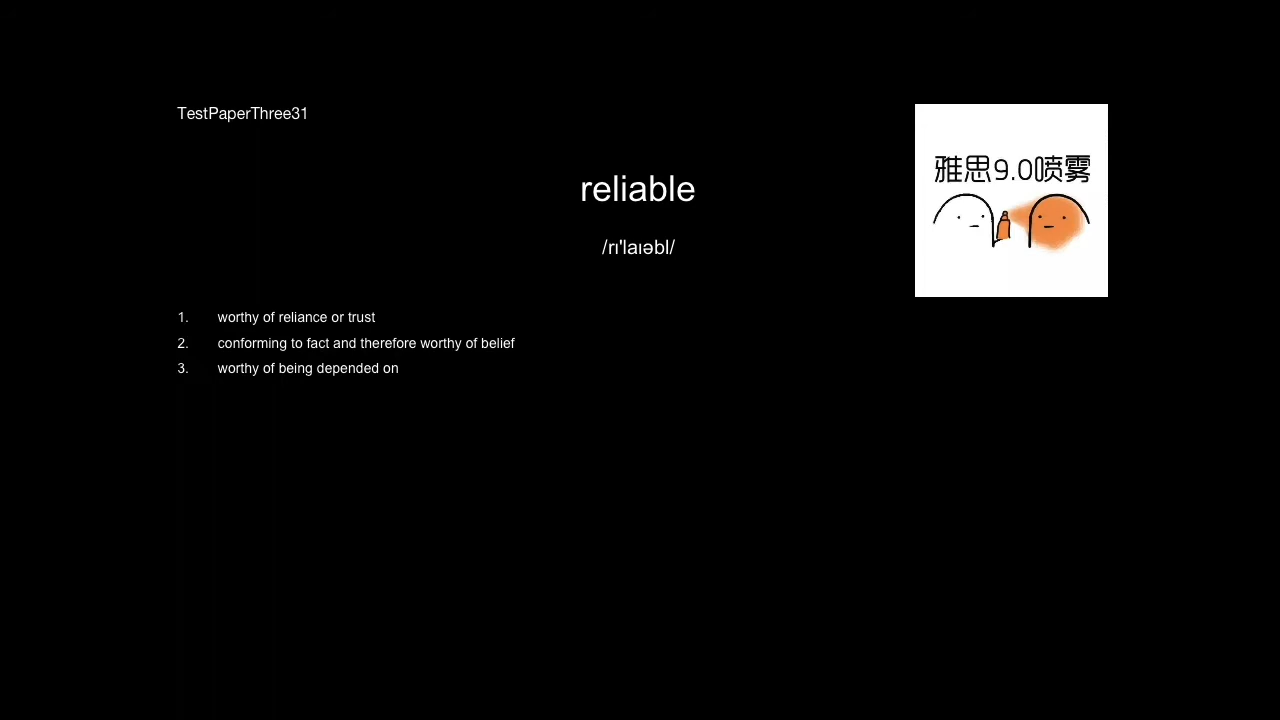 TestPaperThree31
雅思9.0喷雾
reliable
/rɪ'laɪəbl/
1. worthy of reliance or trust
2. conforming to fact and therefore worthy of belief
3. worthy of being depended on